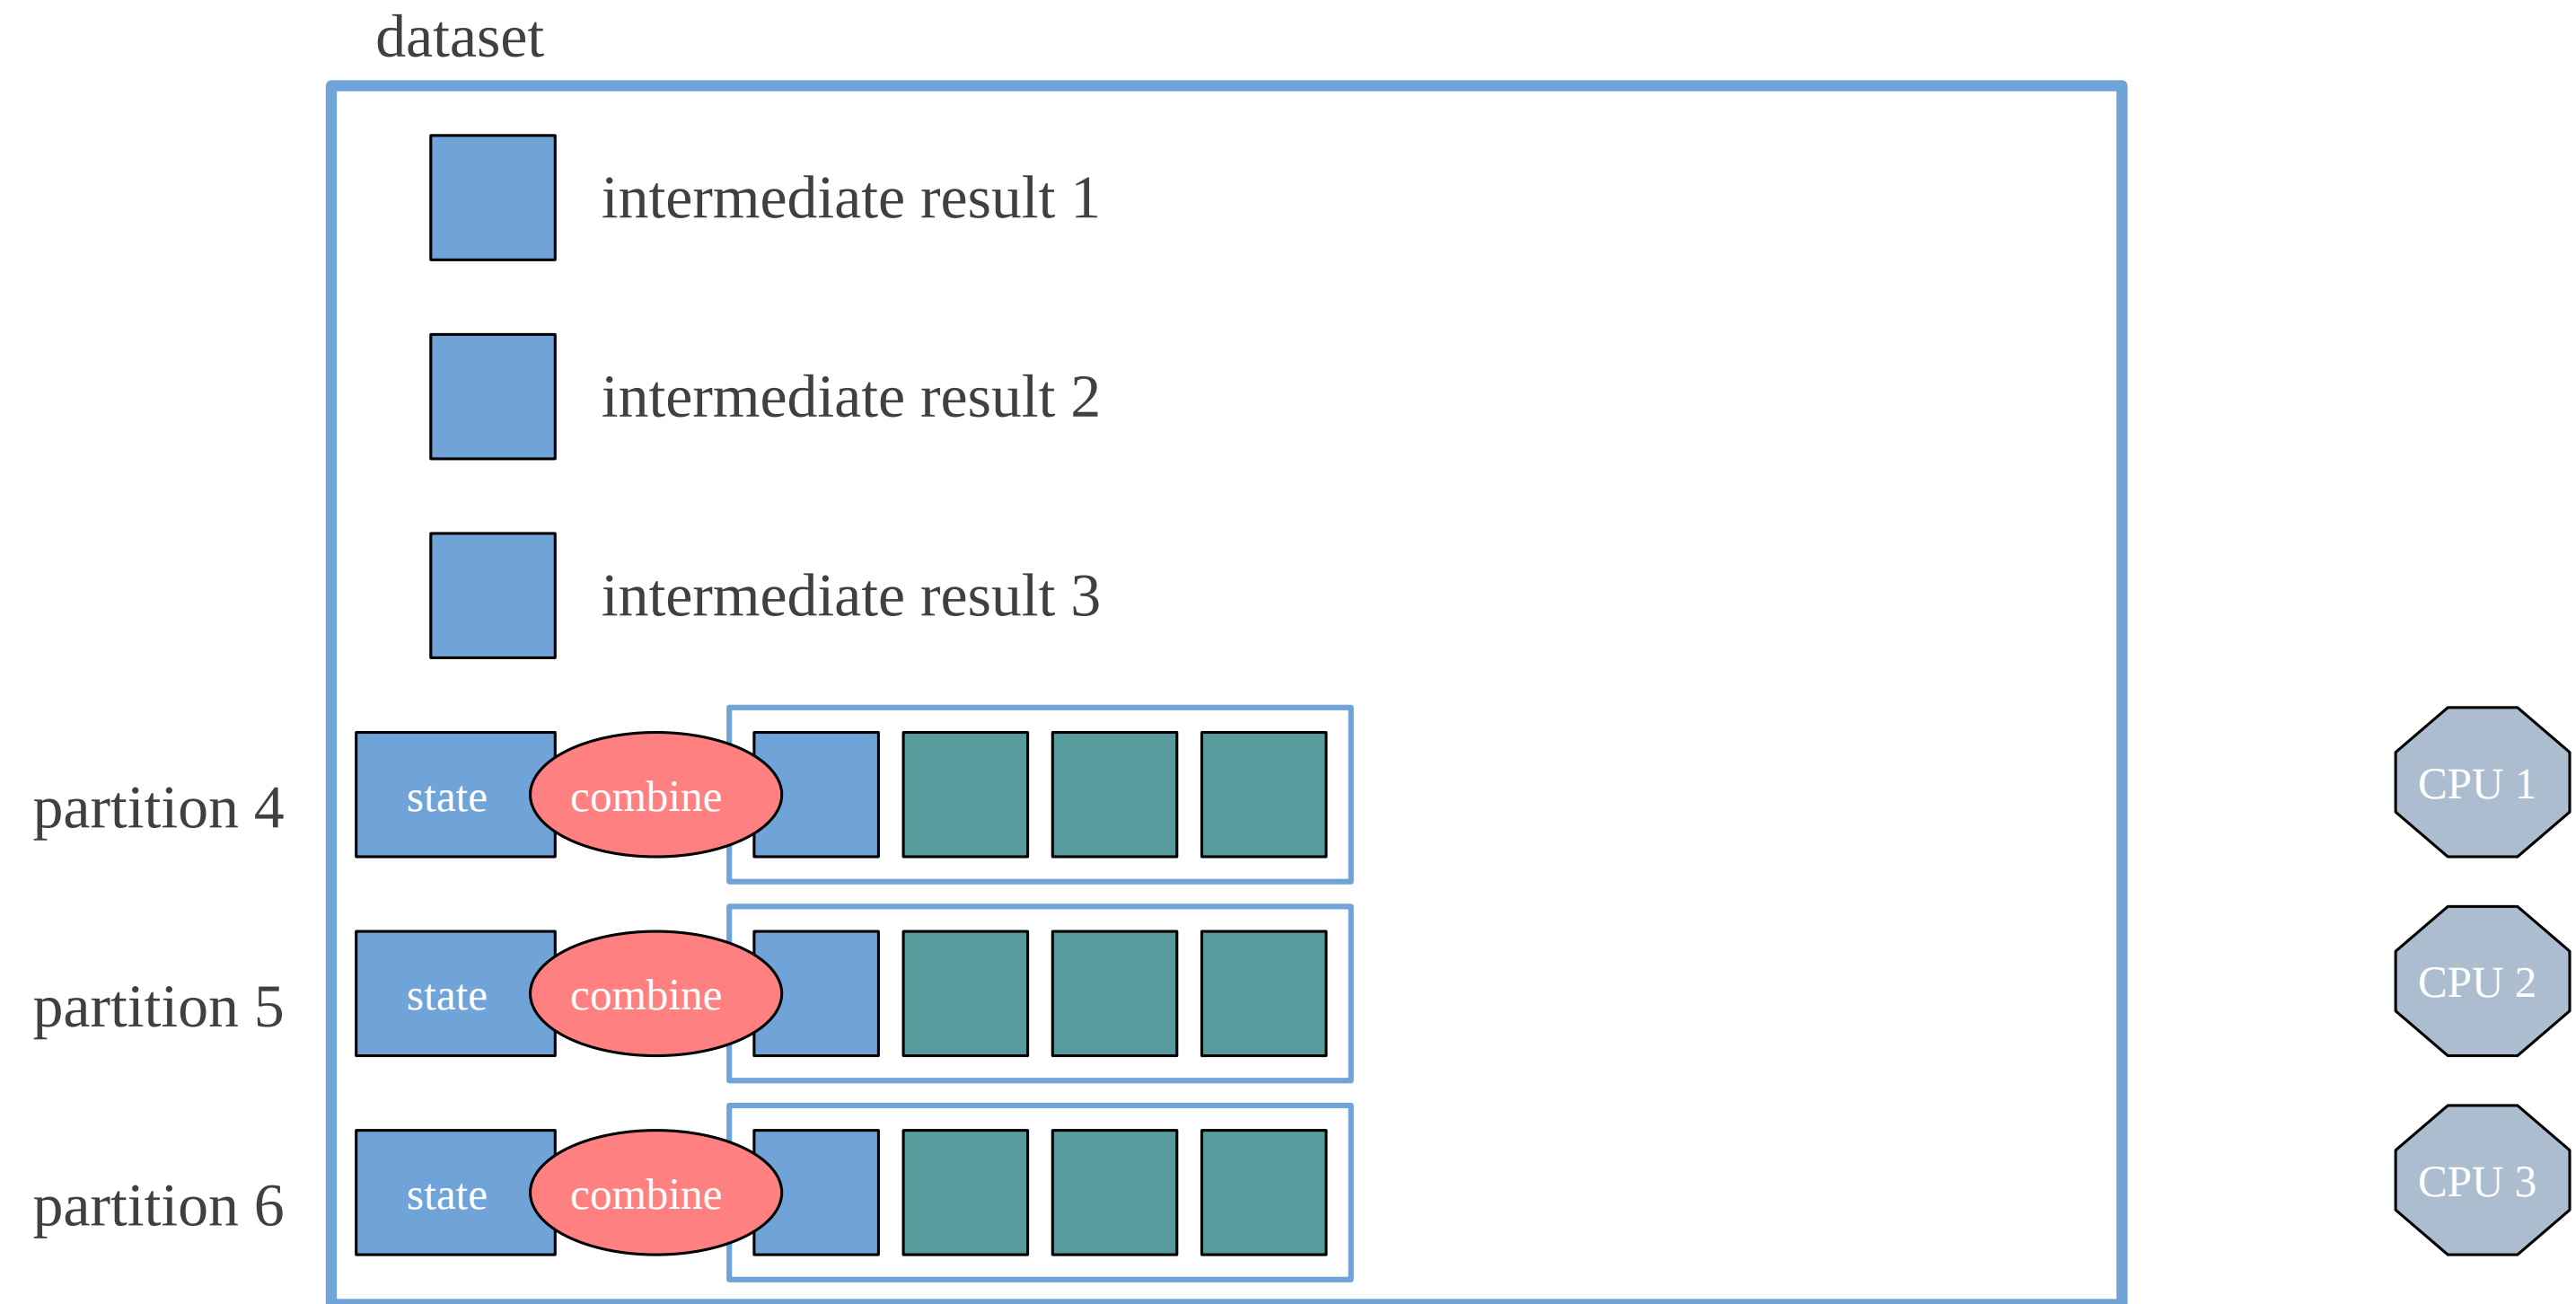 dataset
intermediate result 1
intermediate result 2
intermediate result 3
partition 4 state combine CPU 1
partition 5 state combine CPU 2
partition 6 state combine CPU 3